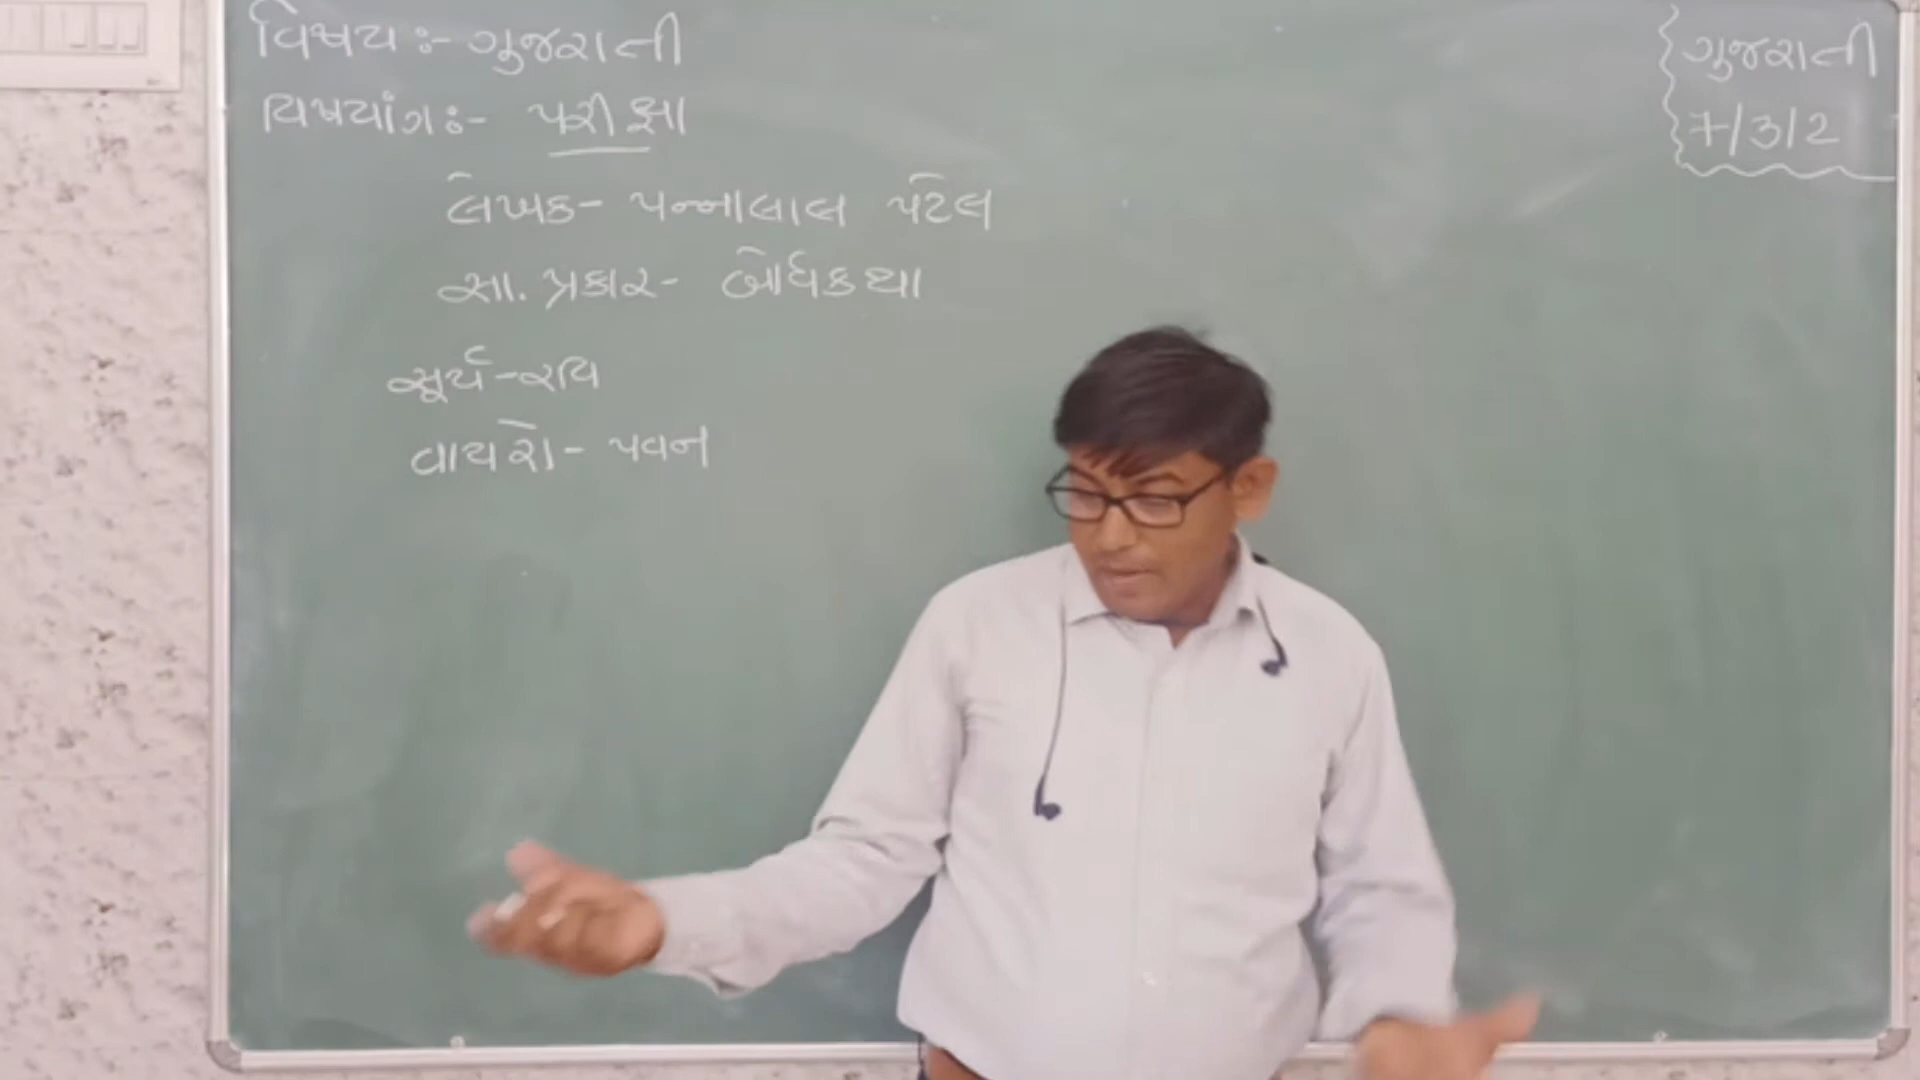 વિષય :- ગુજરાતી
વિષયાંગ :- પરીક્ષા
લેખક - પન્નાલાલ પટેલ
સા. પ્રકાર - બોધકથા
સૂર્ય - રવિ
વાયરો - પવન
ગુજરાતી
7/3/2